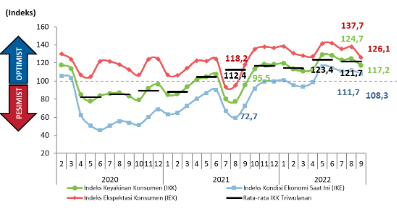 (Indeks)
OPTIMIST
PESIMIST
160
140
120
100
80
60
40
20
118,2
112,4
95,5
72,7
137,7
124,7
126,1
123,4
121,7
117,2
111,7
108,3
2 3 4 5 6 7 8 9 10 11 12 1 2 3 4 5 6 7 8 9 10 11 12 1 2 3 4 5 6 7 8 9
2020 2021 2022
Indeks Keyakinan Konsumen (IKK) Indeks Kondisi Ekonomi Saat Ini (IKE)
Indeks Ekspektasi Konsumen (IEK) Rata-rata IKK Triwulanan